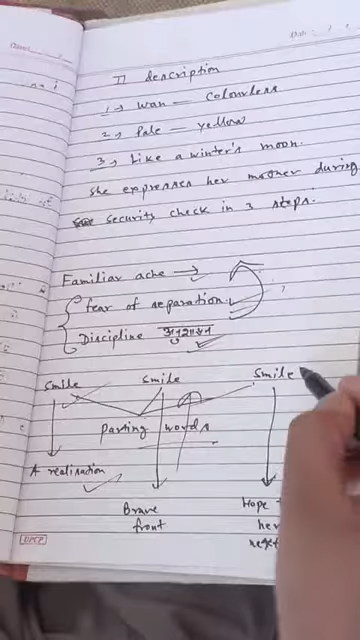 II description
1 → wan — Colourless
2 → Pale — yellow
3 → Like a winter's moon.
She expresses her mother during
security check in 3 steps.
Familiar ache →
fear of separation
Discipline अनुशासन
Smile Smile Smile
parting words
A realisation
Brave Hope
front her